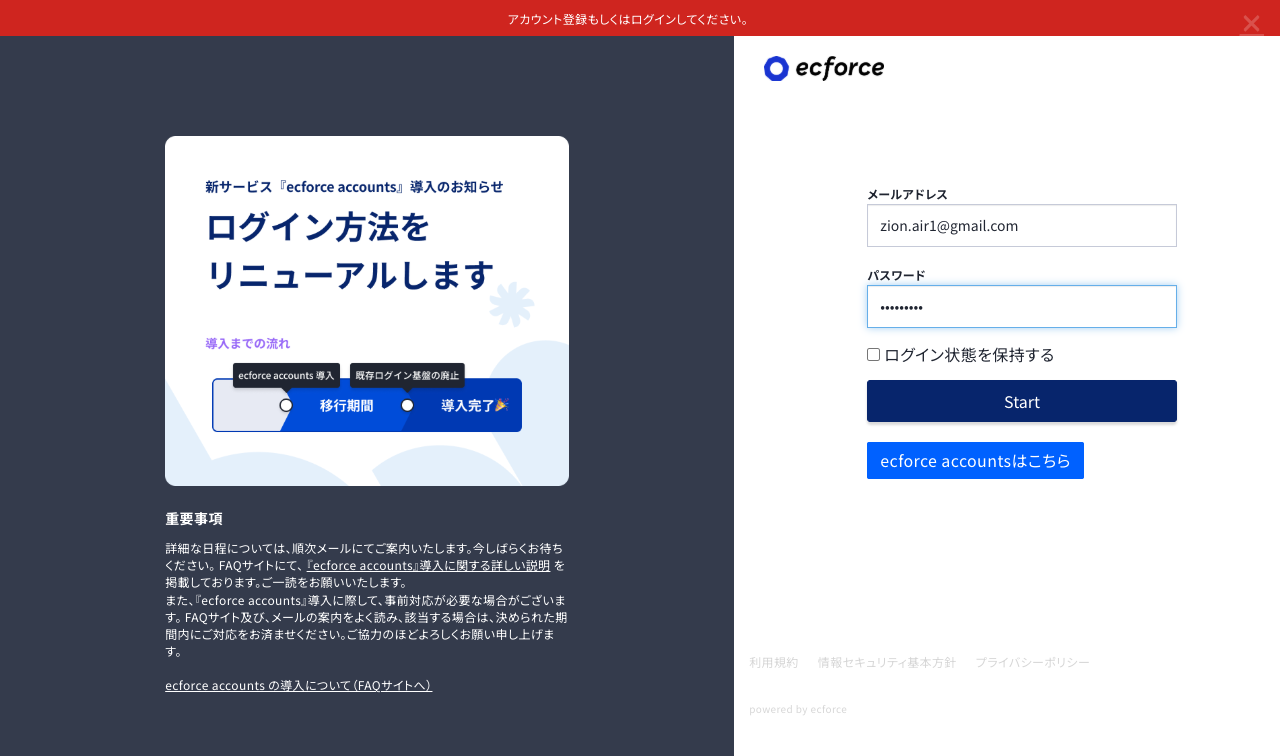 アカウント登録もしくはログインしてください。
ecforce
新サービス『ecforce accounts』導入のお知らせ
ログイン方法を
リニューアルします
導入までの流れ
ecforce accounts 導入
既存ログイン基盤の廃止
移行期間
導入完了🎉
重要事項
詳細な日程については、順次メールにてご案内いたします。今しばらくお待ち
ください。 FAQサイトにて、『ecforce accounts』導入に関する詳しい説明 を
掲載しております。ご一読をお願いいたします。
また、『ecforce accounts』導入に際して、事前対応が必要な場合がございま
す。 FAQサイト及び、メールの案内をよく読み、該当する場合は、決められた期
間内にご対応をお済ませください。ご協力のほどよろしくお願い申し上げま
す。
ecforce accounts の導入について（FAQサイトへ）
メールアドレス
zion.air1@gmail.com
パスワード
•••••••••
ログイン状態を保持する
Start
ecforce accountsはこちら
利用規約
情報セキュリティ基本方針
プライバシーポリシー
powered by ecforce